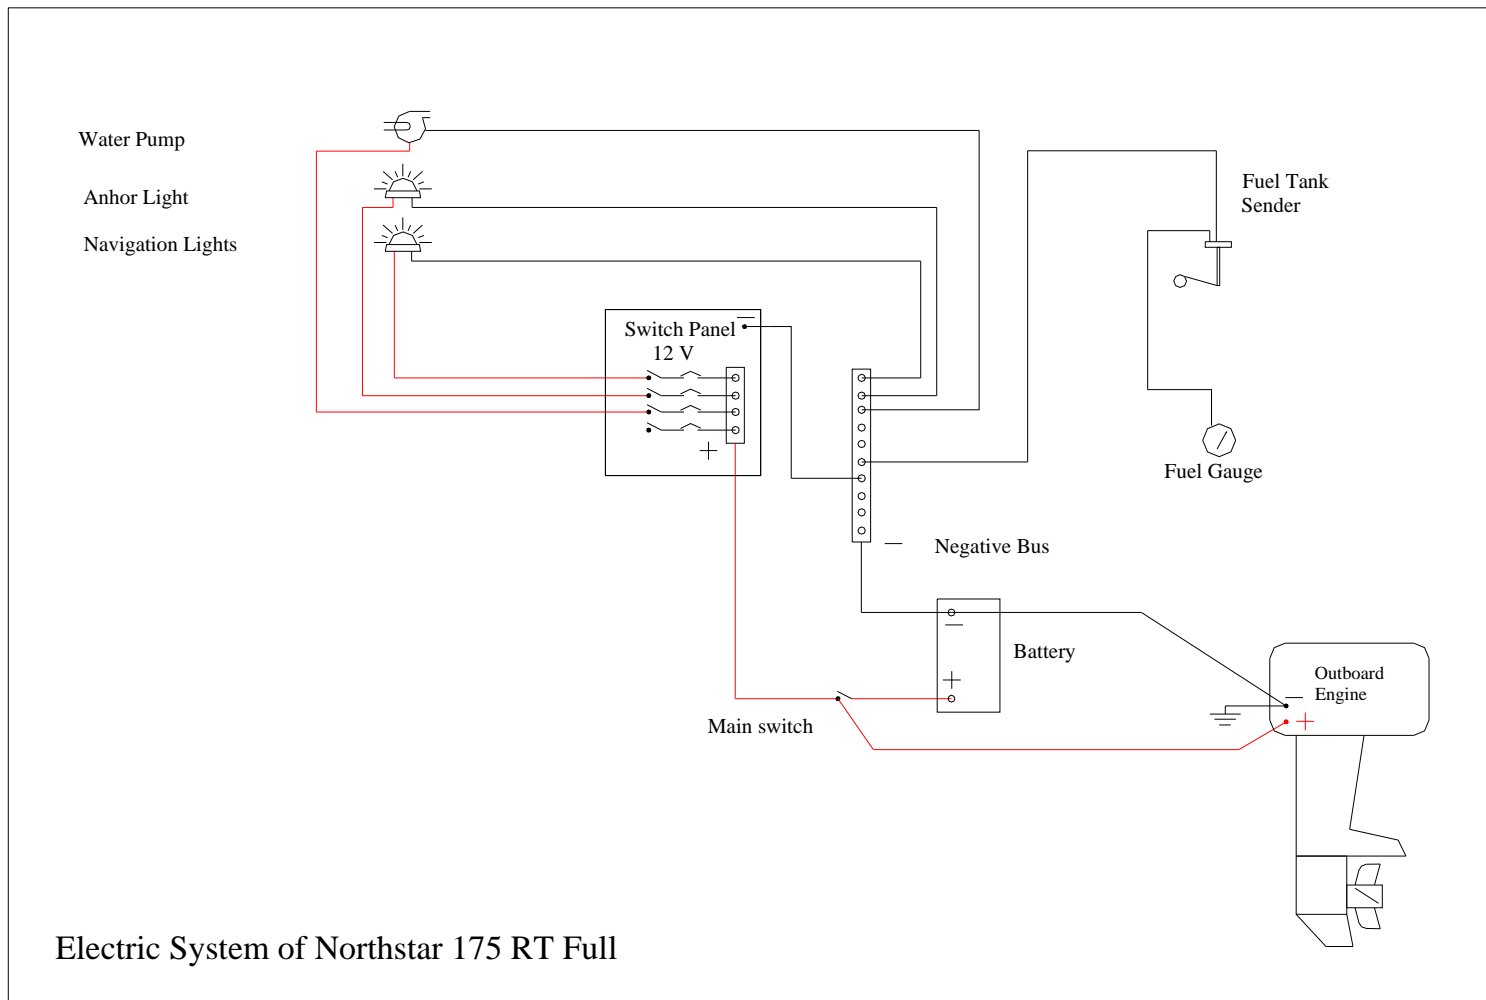 Water Pump
Anhor Light
Navigation Lights
Fuel Tank
Sender
Switch Panel
12 V
Fuel Gauge
Negative Bus
Battery
Outboard
Engine
Main switch
Electric System of Northstar 175 RT Full